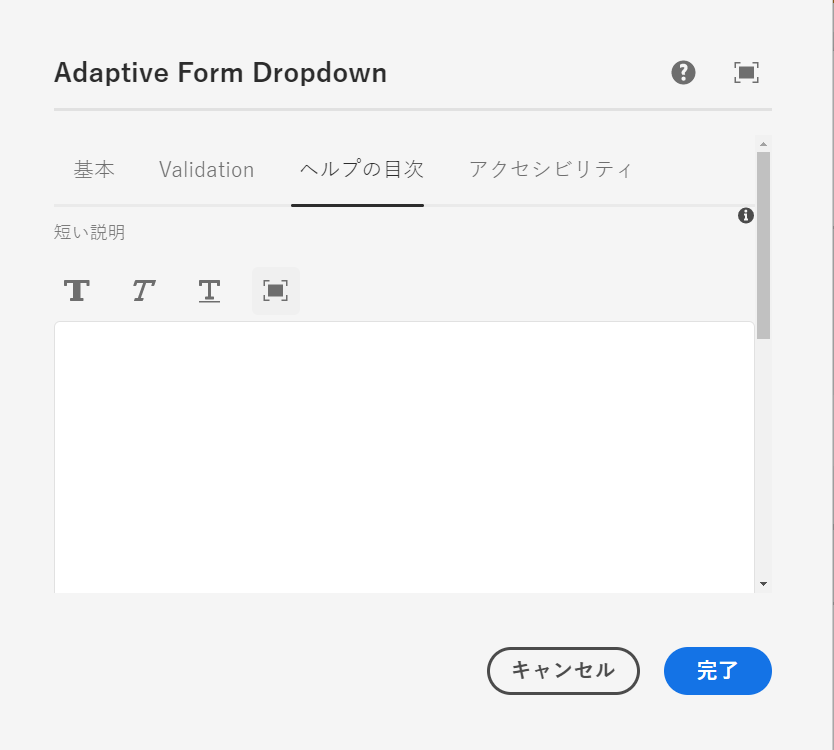 Adaptive Form Dropdown
基本 Validation ヘルプの目次 アクセシビリティ
短い説明
キャンセル 完了